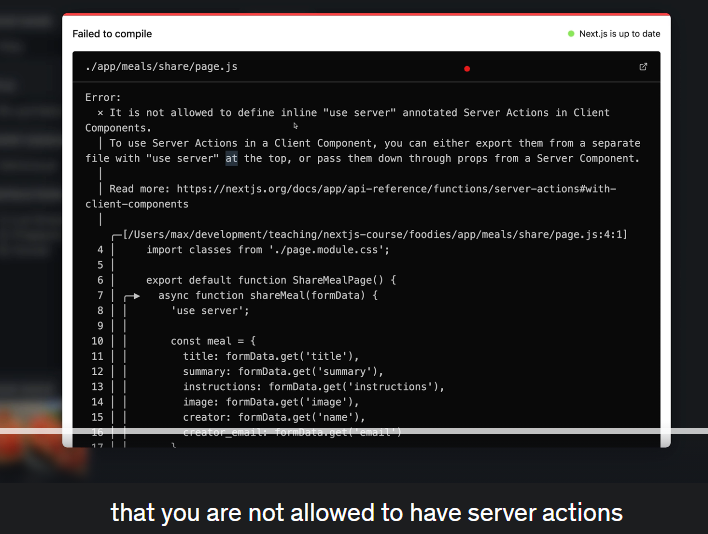 Failed to compile
Next.js is up to date
./app/meals/share/page.js
Error:
× It is not allowed to define inline "use server" annotated Server Actions in Client
Components.
│ To use Server Actions in a Client Component, you can either export them from a separate
file with "use server" at the top, or pass them down through props from a Server Component.
│
│ Read more: https://nextjs.org/docs/app/api-reference/functions/server-actions#with-
client-components
│
╭─[/Users/max/development/teaching/nextjs-course/foodies/app/meals/share/page.js:4:1]
4 │ import classes from './page.module.css';
5 │
6 │ export default function ShareMealPage() {
7 │ ╭─▶ async function shareMeal(formData) {
8 │ │ 'use server';
9 │ │
10 │ │ const meal = {
11 │ │ title: formData.get('title'),
12 │ │ summary: formData.get('summary'),
13 │ │ instructions: formData.get('instructions'),
14 │ │ image: formData.get('image'),
15 │ │ creator: formData.get('name'),
16 │ │ creator_email: formData.get('email')
17 │ │ }
that you are not allowed to have server actions